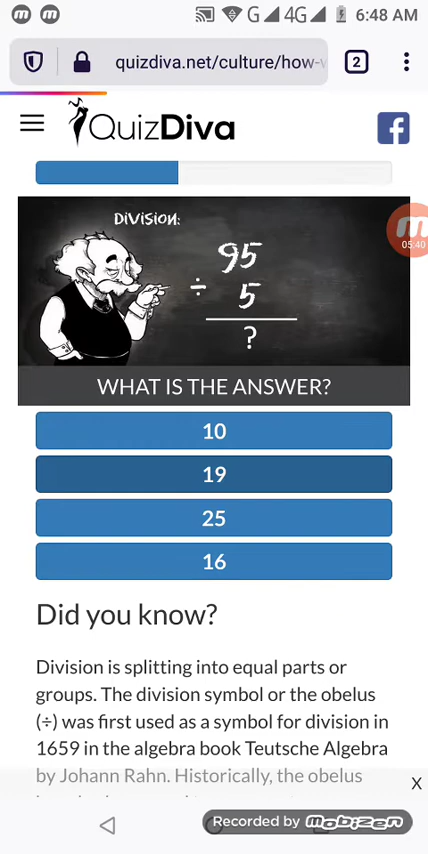 G 4G 6:48 AM
quizdiva.net/culture/how-
2
QuizDiva
f
DIVISION:
95
÷ 5
?
05:40
WHAT IS THE ANSWER?
10
19
25
16
Did you know?
Division is splitting into equal parts or
groups. The division symbol or the obelus
(÷) was first used as a symbol for division in
1659 in the algebra book Teutsche Algebra
by Johann Rahn. Historically, the obelus
X
Recorded by mobizen